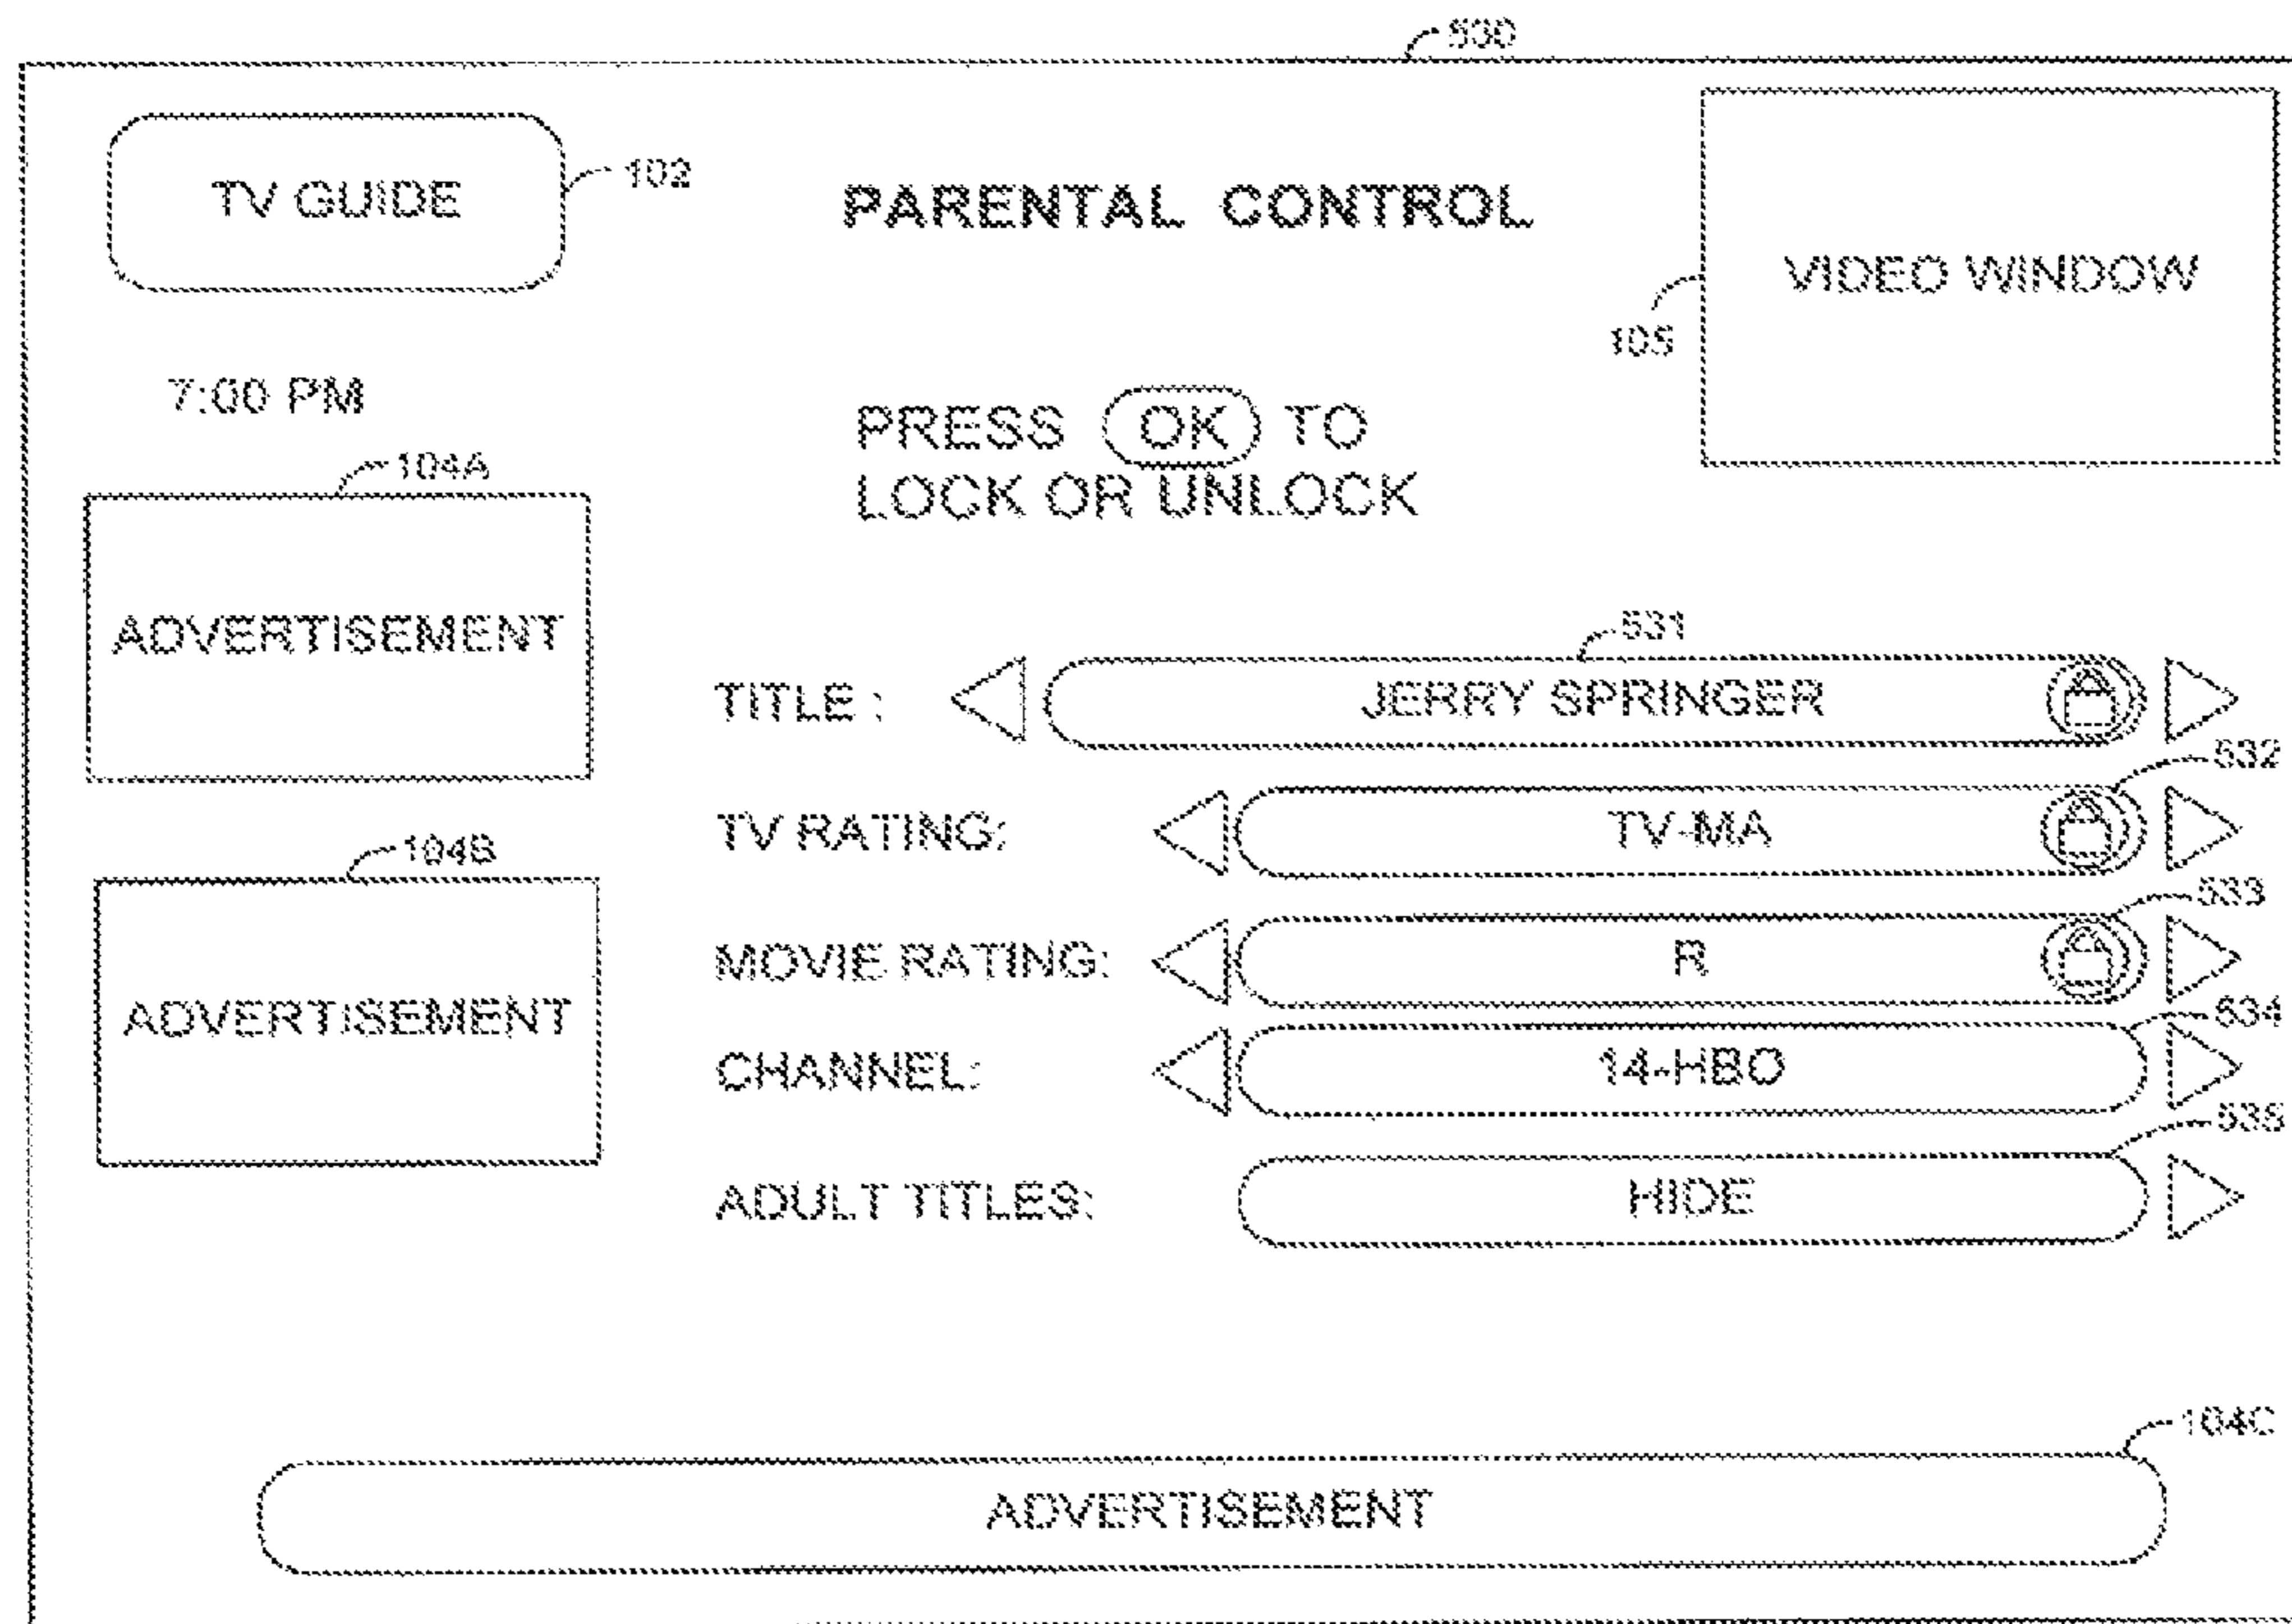 530
TV GUIDE
102
PARENTAL CONTROL
VIDEO WINDOW
105
7:00 PM
PRESS OK TO
LOCK OR UNLOCK
104A
ADVERTISEMENT
531
TITLE : JERRY SPRINGER
532
TV RATING: TV-MA
104B
533
MOVIE RATING: R
ADVERTISEMENT
534
CHANNEL: 14-HBO
535
ADULT TITLES: HIDE
104C
ADVERTISEMENT